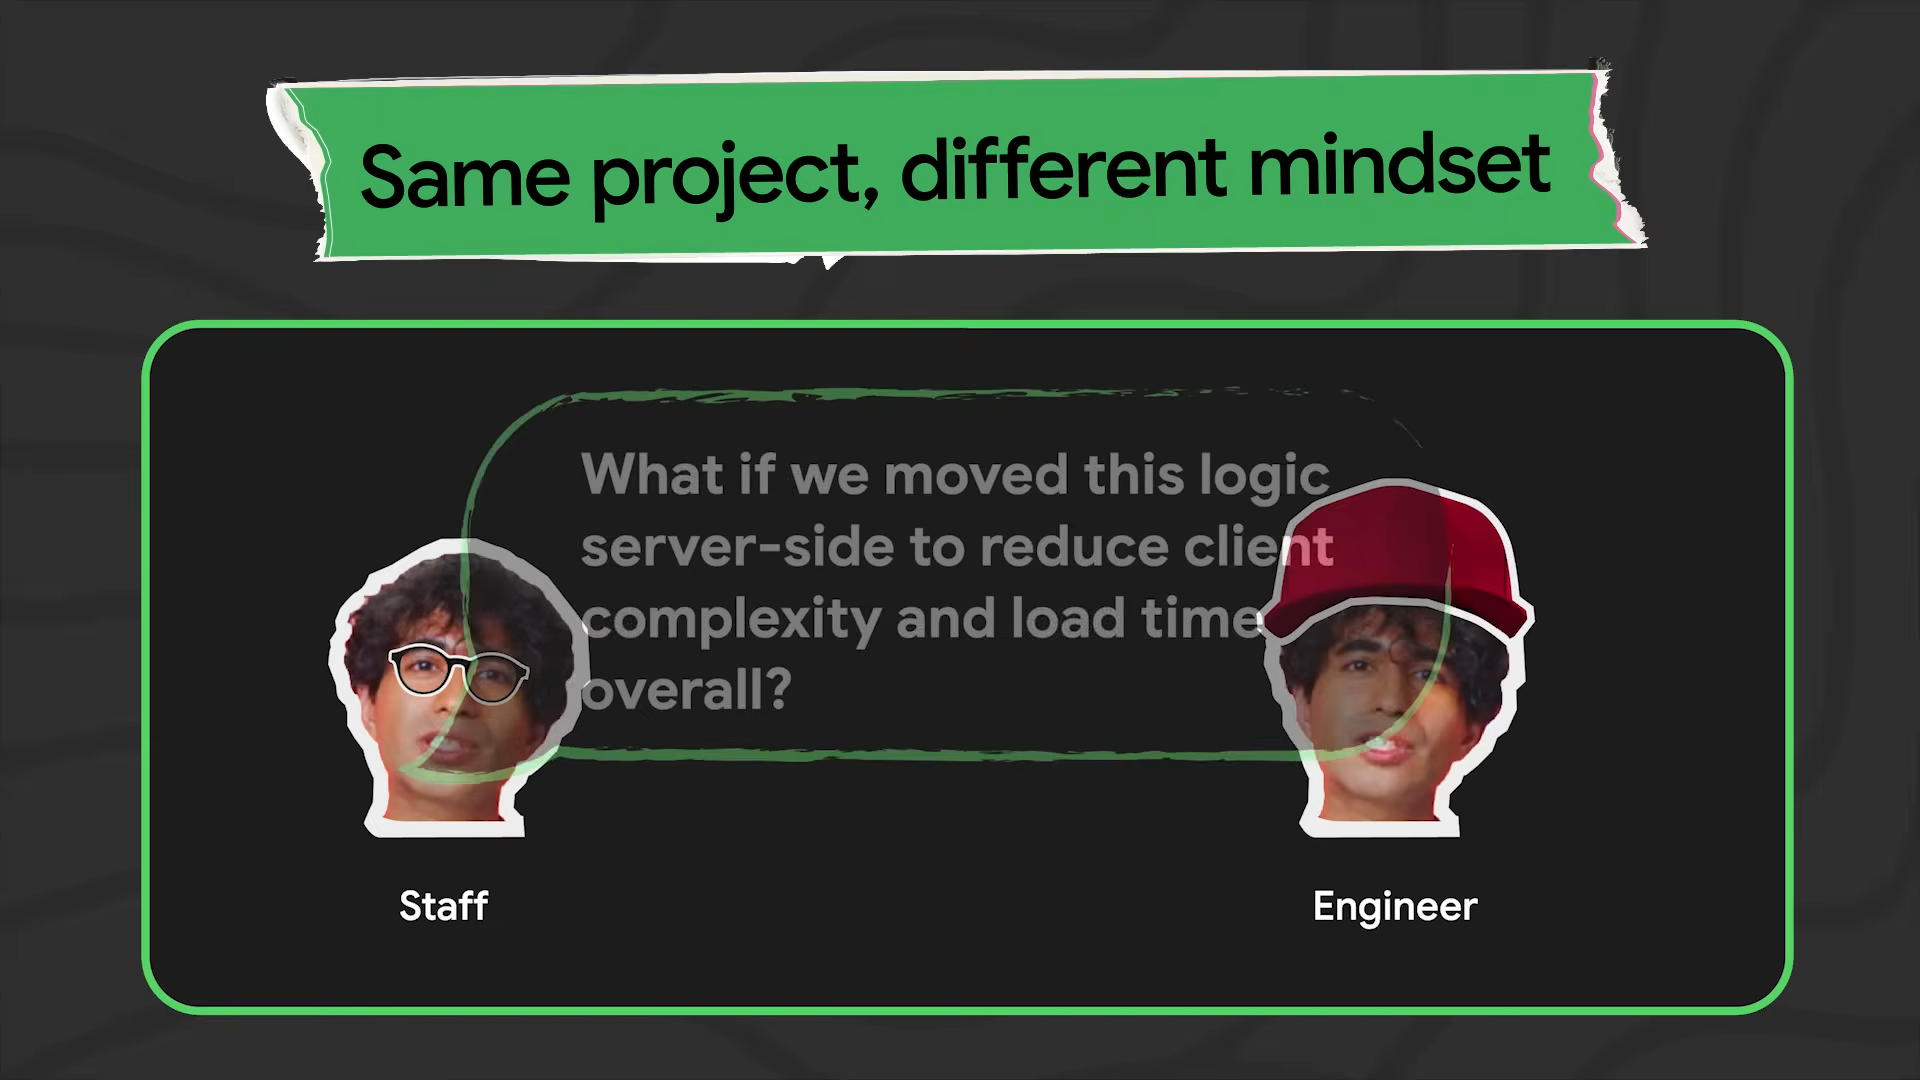 Same project, different mindset
What if we moved this logic
server-side to reduce client
complexity and load time
overall?
Staff
Engineer